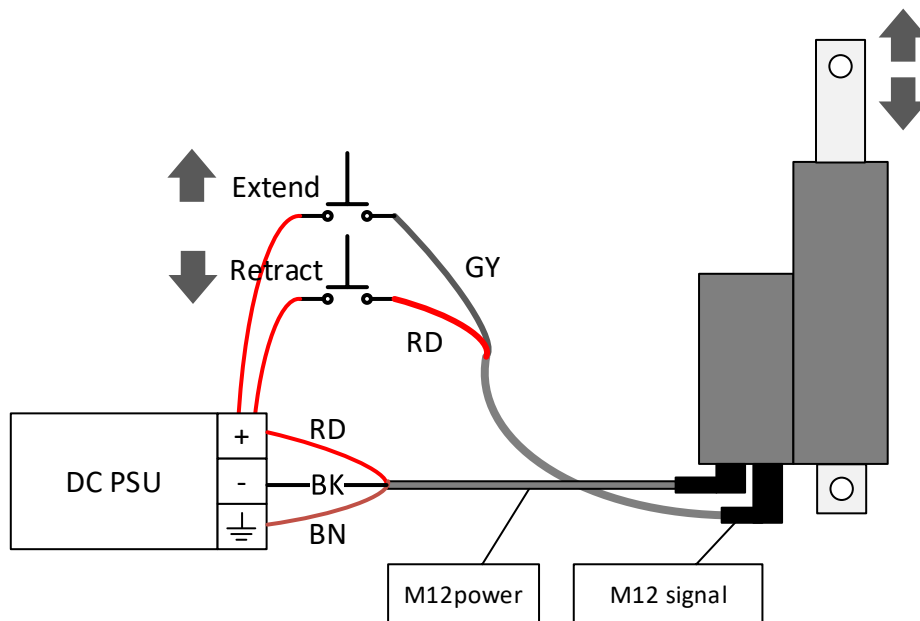 Extend
Retract
GY
RD
DC PSU
+
-
RD
BK
BN
M12power
M12 signal